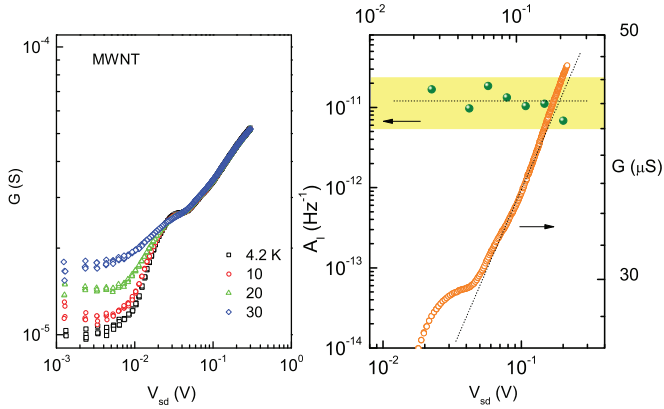 10⁻⁴
10⁻⁵
G (S)
MWNT
4.2 K
10
20
30
10⁻³
10⁻²
10⁻¹
10⁰
V_sd (V)
10⁻²
10⁻¹
10⁻¹¹
10⁻¹²
10⁻¹³
10⁻¹⁴
A_I (Hz⁻¹)
50
30
G (μS)
10⁻²
10⁻¹
V_sd (V)